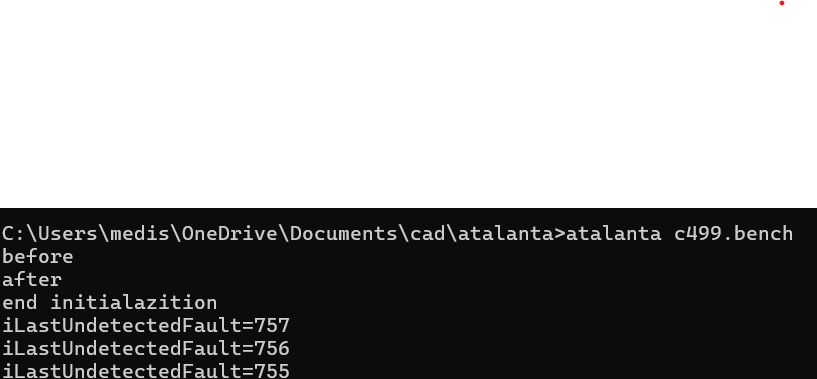 C:\Users\medis\OneDrive\Documents\cad\atalanta>atalanta c499.bench
before
after
end initialazition
iLastUndetectedFault=757
iLastUndetectedFault=756
iLastUndetectedFault=755